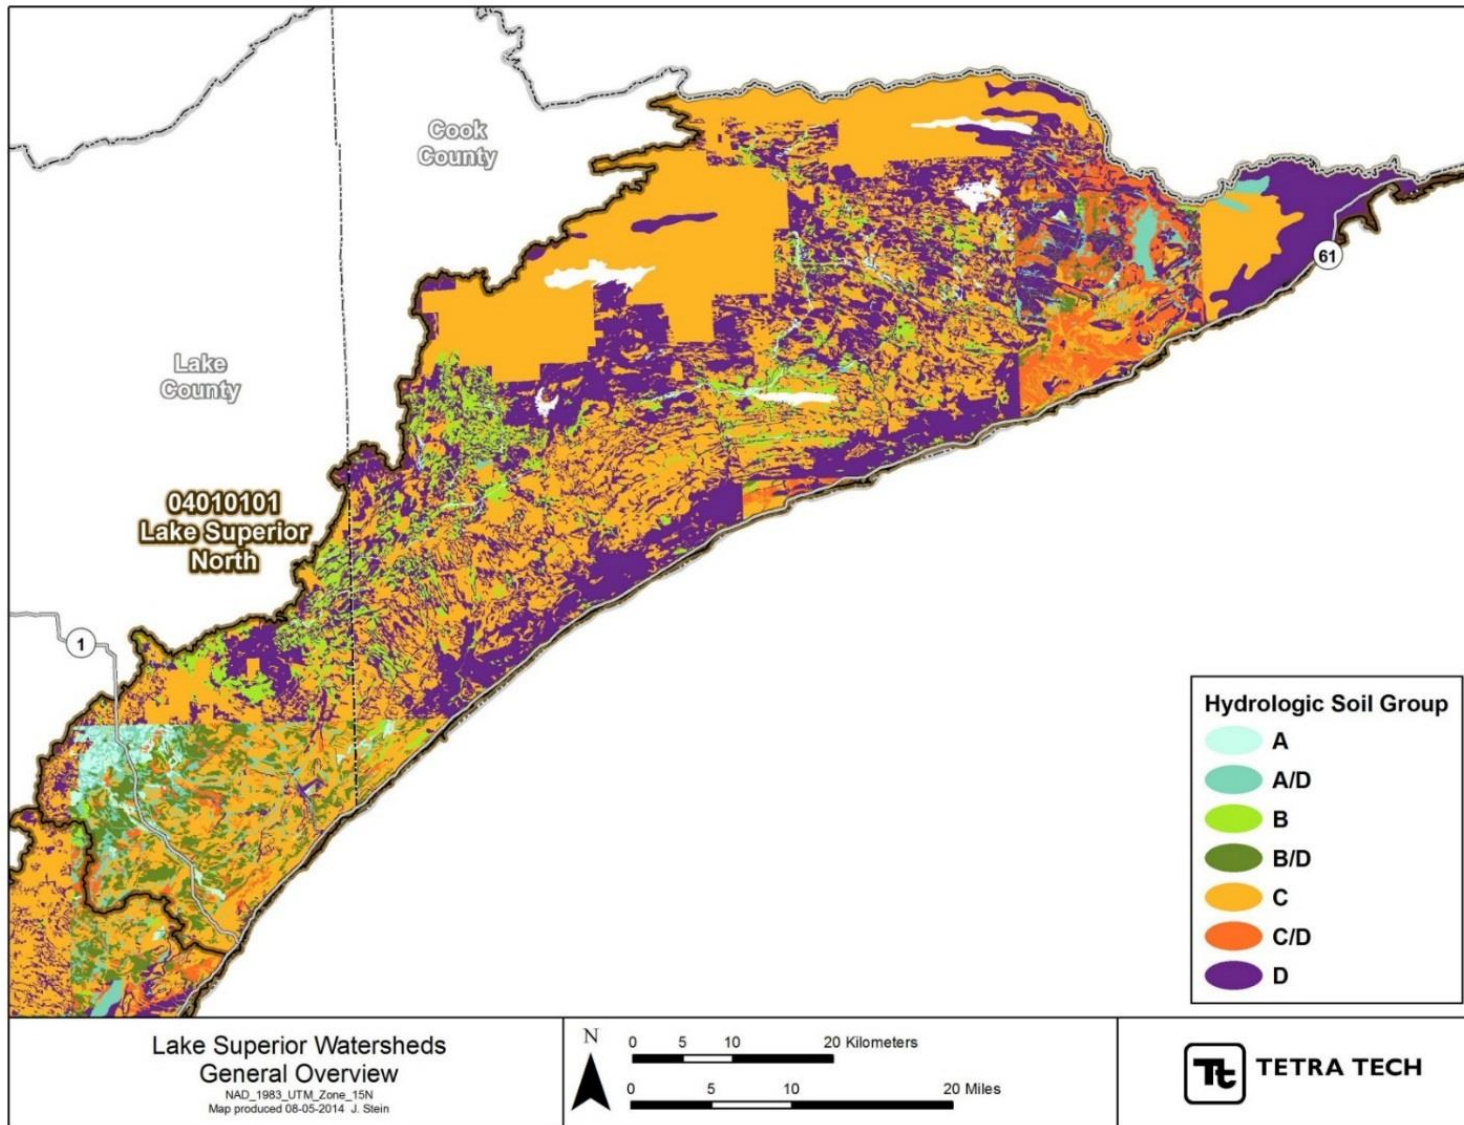 Cook
County
61
Lake
County
04010101
Lake Superior
North
1
Hydrologic Soil Group
A
A/D
B
B/D
C
C/D
D
Lake Superior Watersheds
General Overview
NAD_1983_UTM_Zone_15N
Map produced 08-05-2014 J. Stein
N
0 5 10 20 Kilometers
0 5 10 20 Miles
Tt TETRA TECH